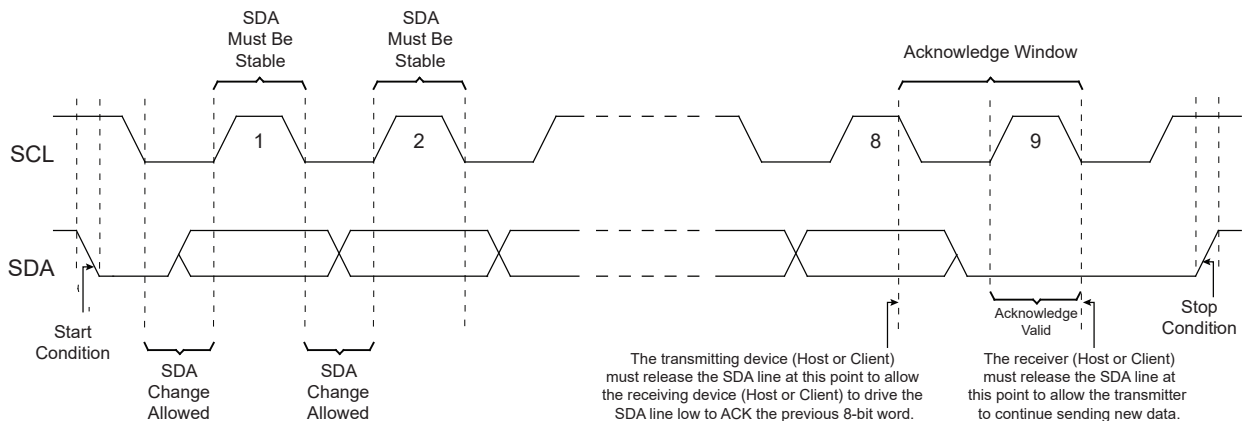 SDA
Must Be
Stable
SDA
Must Be
Stable
Acknowledge Window
SCL
1
2
8
9
SDA
Start
Condition
SDA
Change
Allowed
SDA
Change
Allowed
Acknowledge
Valid
Stop
Condition
The transmitting device (Host or Client)
must release the SDA line at this point to allow
the receiving device (Host or Client) to drive the
SDA line low to ACK the previous 8-bit word.
The receiver (Host or Client)
must release the SDA line at
this point to allow the transmitter
to continue sending new data.